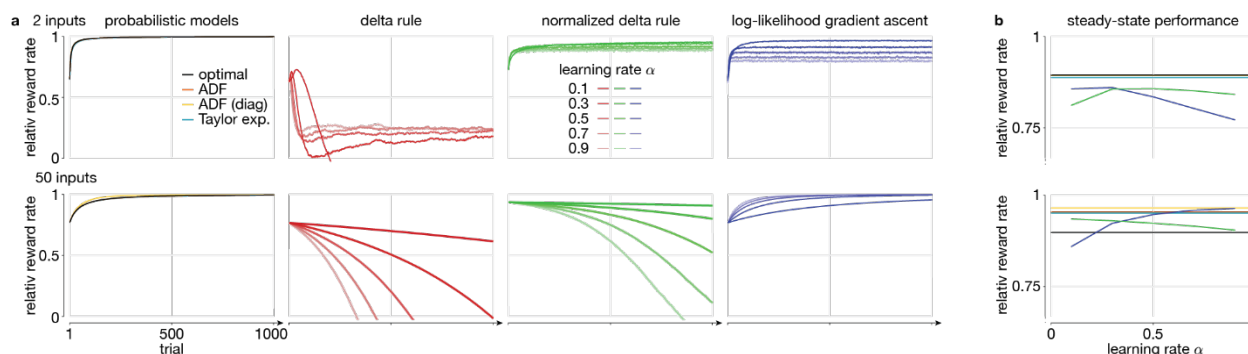 a
2 inputs
probabilistic models
delta rule
normalized delta rule
log-likelihood gradient ascent
relativ reward rate
1
0.5
0
optimal
ADF
ADF (diag)
Taylor exp.
learning rate α
0.1
0.3
0.5
0.7
0.9
50 inputs
relativ reward rate
1
0.5
0
1
500
1000
trial
b
steady-state performance
relativ reward rate
1
0.75
relativ reward rate
1
0.75
0
0.5
learning rate α